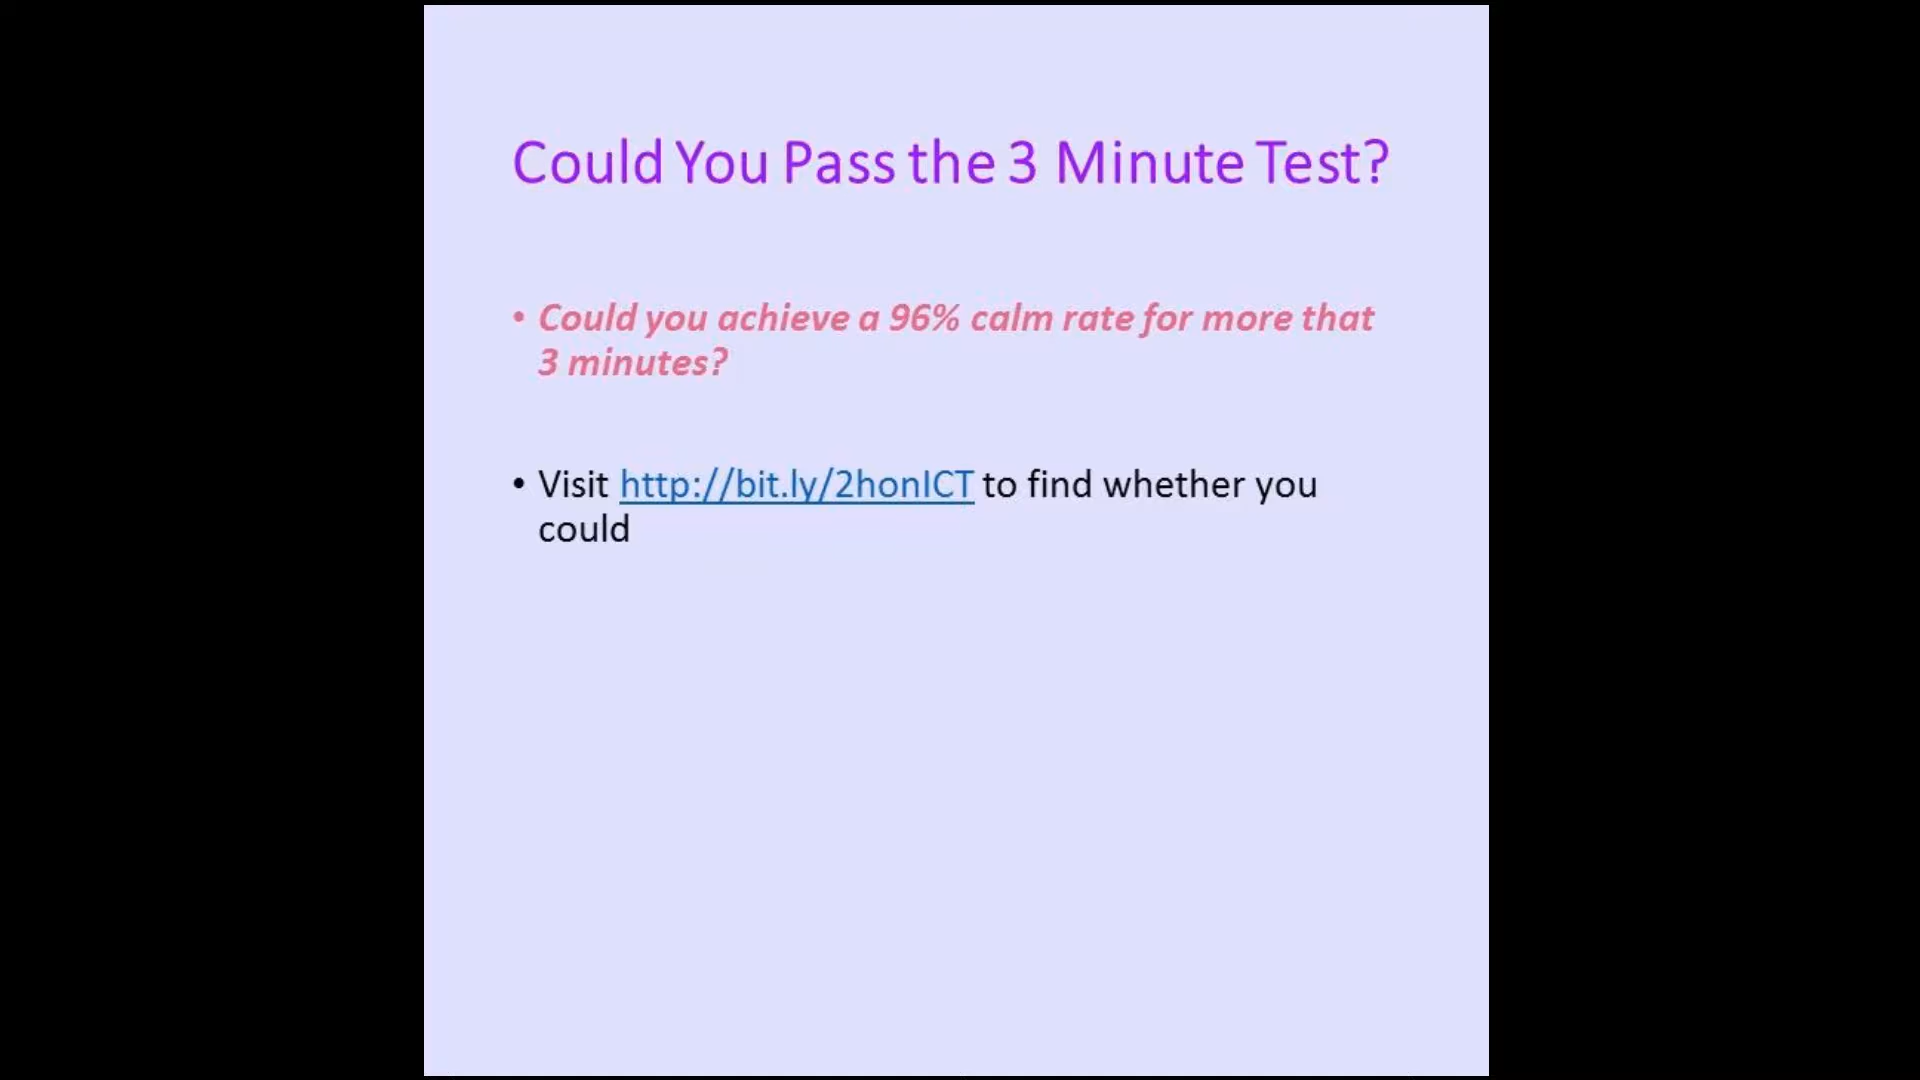 Could You Pass the 3 Minute Test?
• Could you achieve a 96% calm rate for more that
3 minutes?
• Visit http://bit.ly/2honICT to find whether you
could